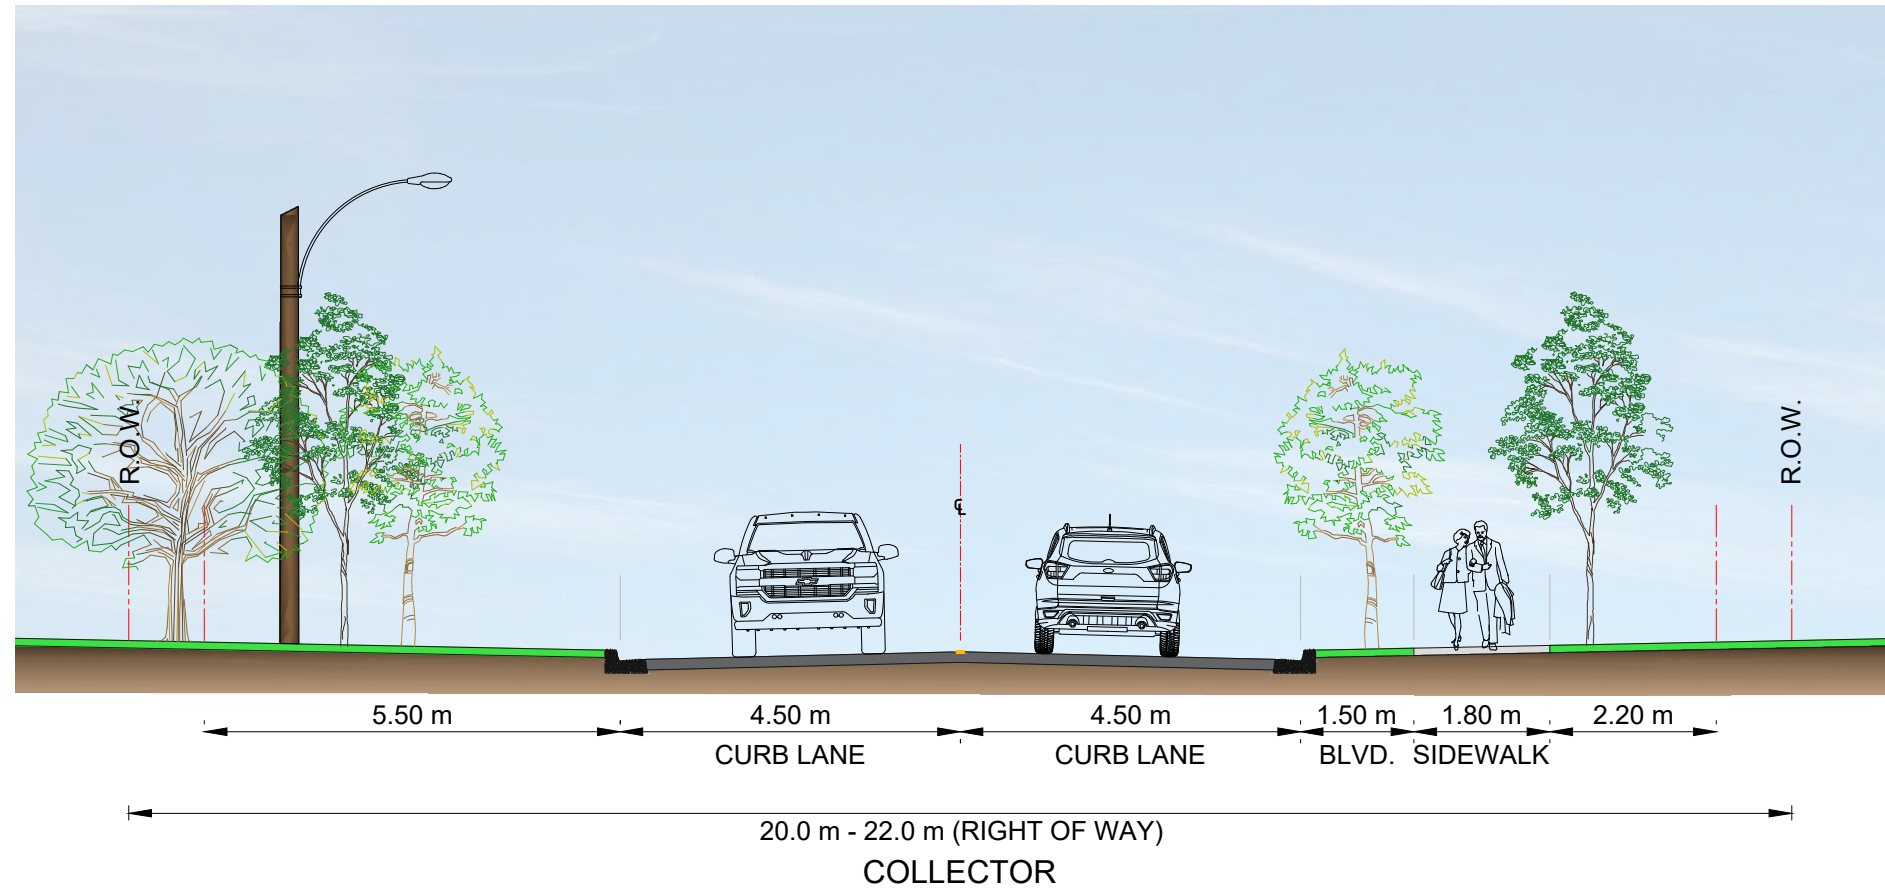 R.O.W.
R.O.W.
℄
5.50 m
4.50 m
4.50 m
1.50 m
1.80 m
2.20 m
CURB LANE
CURB LANE
BLVD.
SIDEWALK
20.0 m - 22.0 m (RIGHT OF WAY)
COLLECTOR